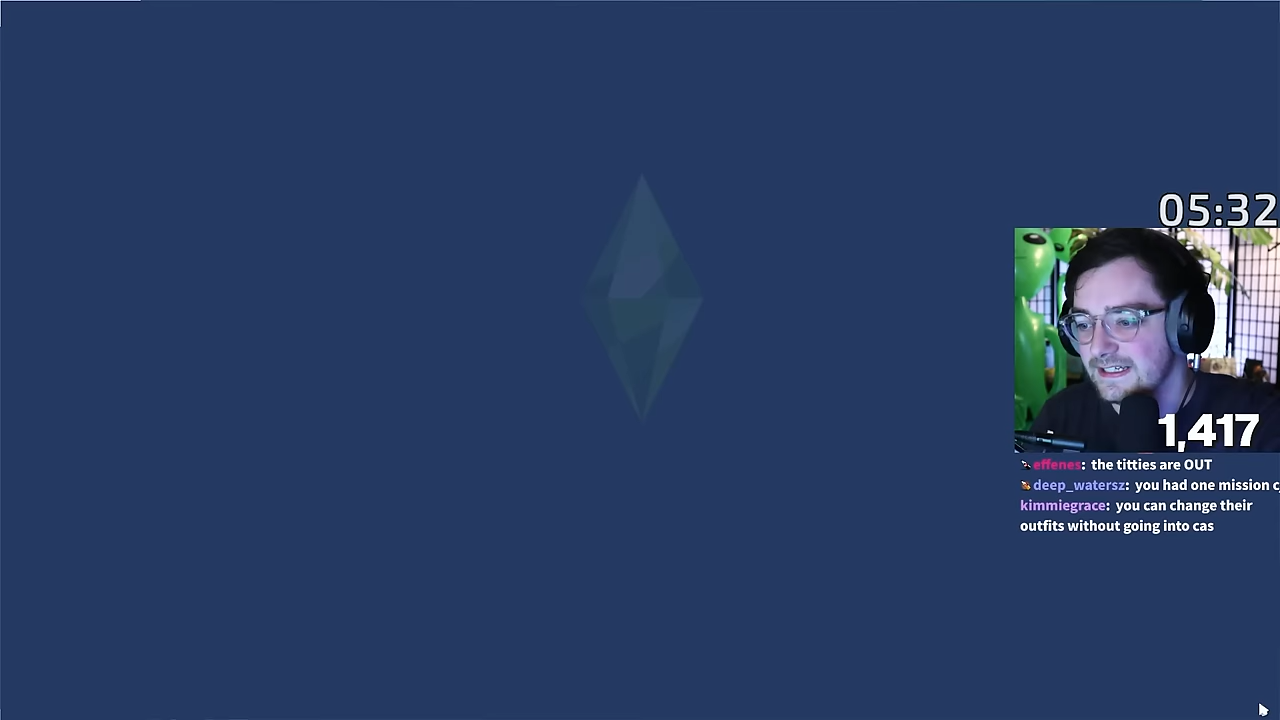 05:32
1,417
effenes: the titties are OUT
deep_watersz: you had one mission
kimmiegrace: you can change their
outfits without going into cas